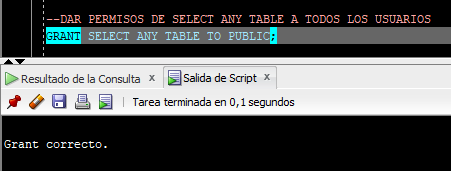 --DAR PERMISOS DE SELECT ANY TABLE A TODOS LOS USUARIOS
GRANT SELECT ANY TABLE TO PUBLIC;
Resultado de la Consulta x Salida de Script x
Tarea terminada en 0,1 segundos
Grant correcto.